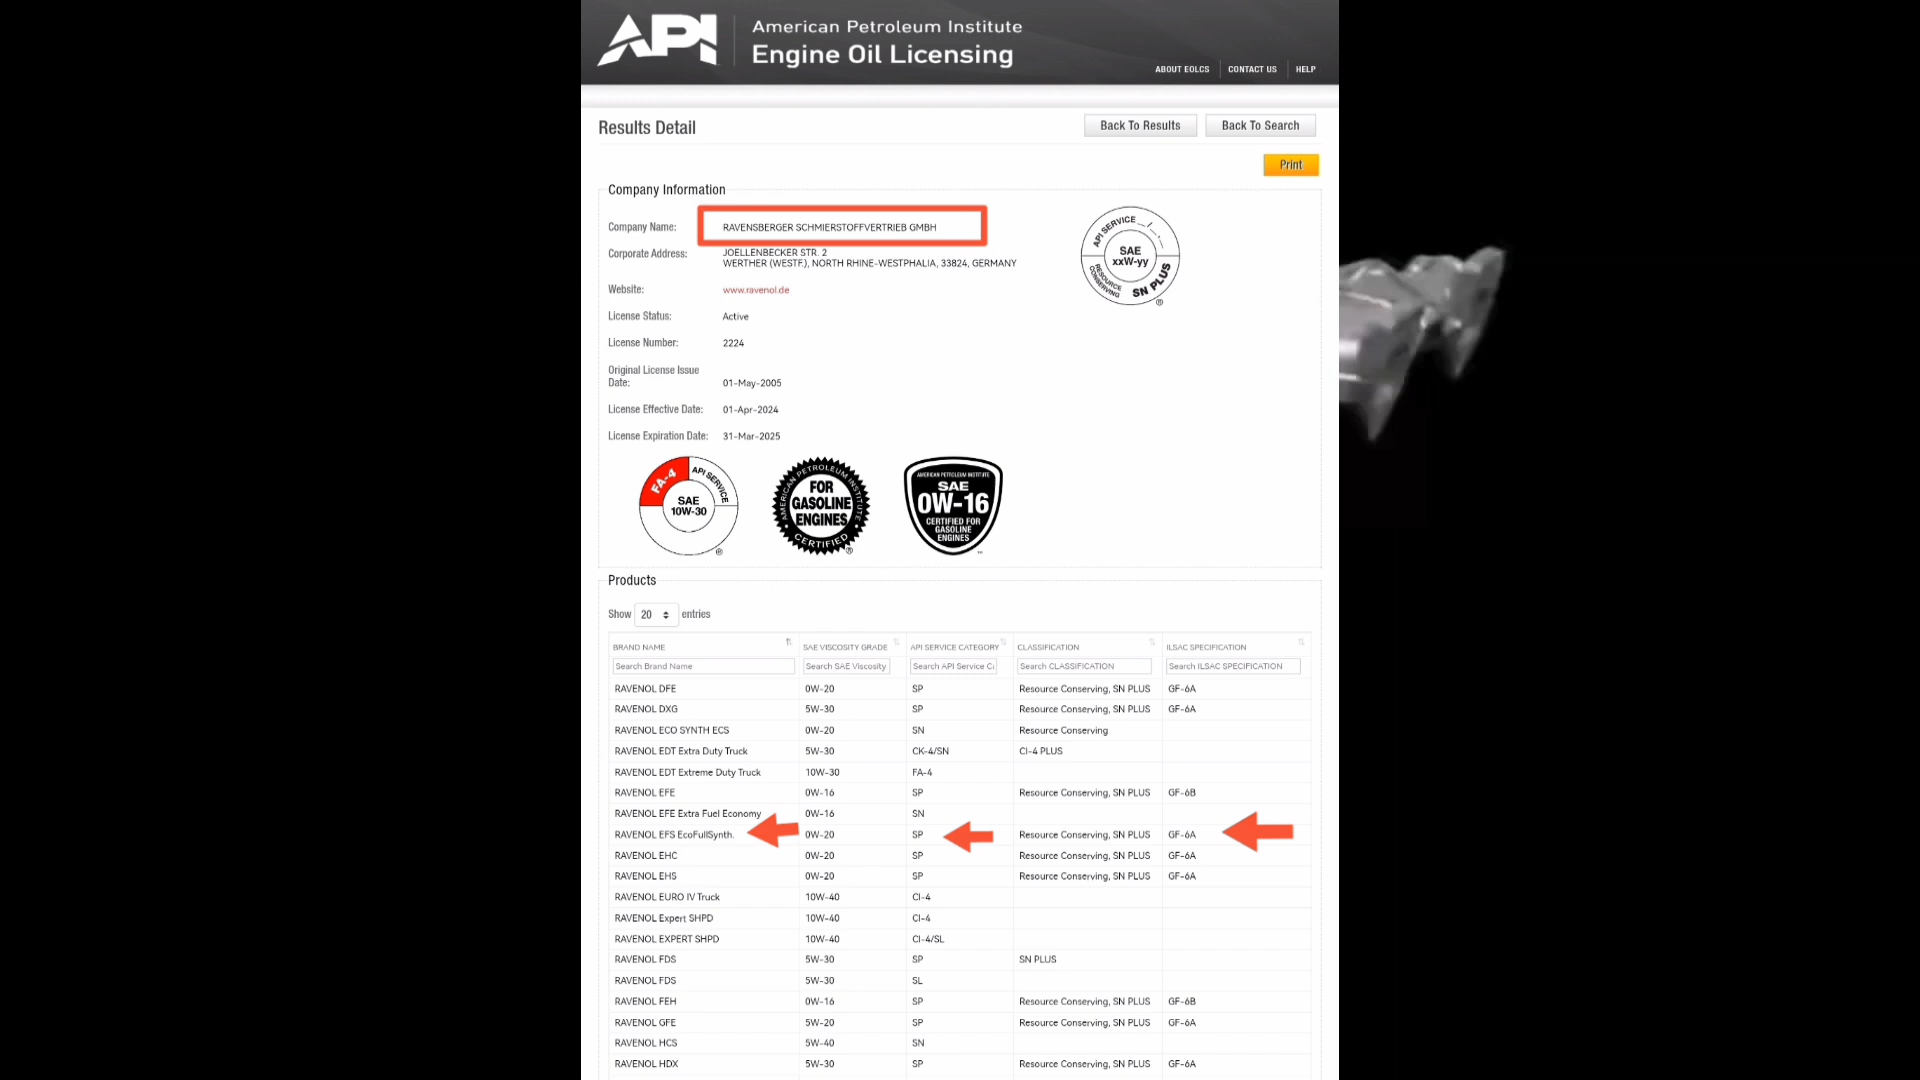 API
American Petroleum Institute
Engine Oil Licensing
ABOUT EOLCS
CONTACT US
HELP
Results Detail
Back To Results
Back To Search
Print
Company Information
Company Name: RAVENSBERGER SCHMIERSTOFFVERTRIEB GMBH
Corporate Address: JOELLENBECKER STR. 2
WERTHER (WESTF.), NORTH RHINE-WESTPHALIA, 33824, GERMANY
Website: www.ravenol.de
License Status: Active
License Number: 2224
Original License Issue
Date: 01-May-2005
License Effective Date: 01-Apr-2024
License Expiration Date: 31-Mar-2025
API SERVICE _/_,_
SAE
xxW-yy
RESOURCE
CONSERVING
SN PLUS
®
FA-4
API SERVICE
SAE
10W-30
®
AMERICAN PETROLEUM INSTITUTE
FOR
GASOLINE
ENGINES
CERTIFIED
®
AMERICAN PETROLEUM INSTITUTE
SAE
0W-16
CERTIFIED FOR
GASOLINE
ENGINES
™
Products
Show 20 entries
BRAND NAME SAE VISCOSITY GRADE API SERVICE CATEGORY CLASSIFICATION ILSAC SPECIFICATION
Search Brand Name Search SAE Viscosity Search API Service C Search CLASSIFICATION Search ILSAC SPECIFICATION
RAVENOL DFE 0W-20 SP Resource Conserving, SN PLUS GF-6A
RAVENOL DXG 5W-30 SP Resource Conserving, SN PLUS GF-6A
RAVENOL ECO SYNTH ECS 0W-20 SN Resource Conserving
RAVENOL EDT Extra Duty Truck 5W-30 CK-4/SN CI-4 PLUS
RAVENOL EDT Extreme Duty Truck 10W-30 FA-4
RAVENOL EFE 0W-16 SP Resource Conserving, SN PLUS GF-6B
RAVENOL EFE Extra Fuel Economy 0W-16 SN
RAVENOL EFS EcoFullSynth. 0W-20 SP Resource Conserving, SN PLUS GF-6A
RAVENOL EHC 0W-20 SP Resource Conserving, SN PLUS GF-6A
RAVENOL EHS 0W-20 SP Resource Conserving, SN PLUS GF-6A
RAVENOL EURO IV Truck 10W-40 CI-4
RAVENOL Expert SHPD 10W-40 CI-4
RAVENOL EXPERT SHPD 10W-40 CI-4/SL
RAVENOL FDS 5W-30 SP SN PLUS
RAVENOL FDS 5W-30 SL
RAVENOL FEH 0W-16 SP Resource Conserving, SN PLUS GF-6B
RAVENOL GFE 5W-20 SP Resource Conserving, SN PLUS GF-6A
RAVENOL HCS 5W-40 SN
RAVENOL HDX 5W-30 SP Resource Conserving, SN PLUS GF-6A